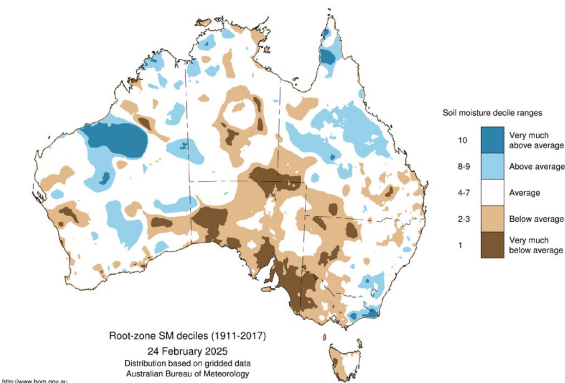 Soil moisture decile ranges
10 Very much
above average
8-9 Above average
4-7 Average
2-3 Below average
1 Very much
below average
Root-zone SM deciles (1911-2017)
24 February 2025
Distribution based on gridded data
Australian Bureau of Meteorology
http://www.bom.gov.au